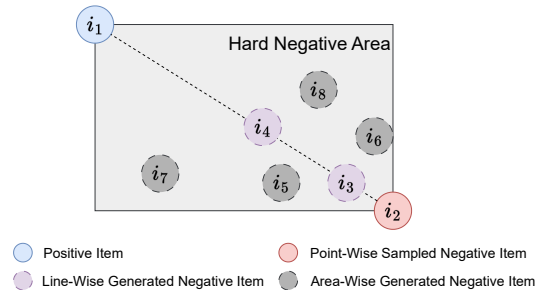 i₁
Hard Negative Area
i₈
i₄
i₆
i₇
i₅
i₃
i₂
Positive Item
Point-Wise Sampled Negative Item
Line-Wise Generated Negative Item
Area-Wise Generated Negative Item